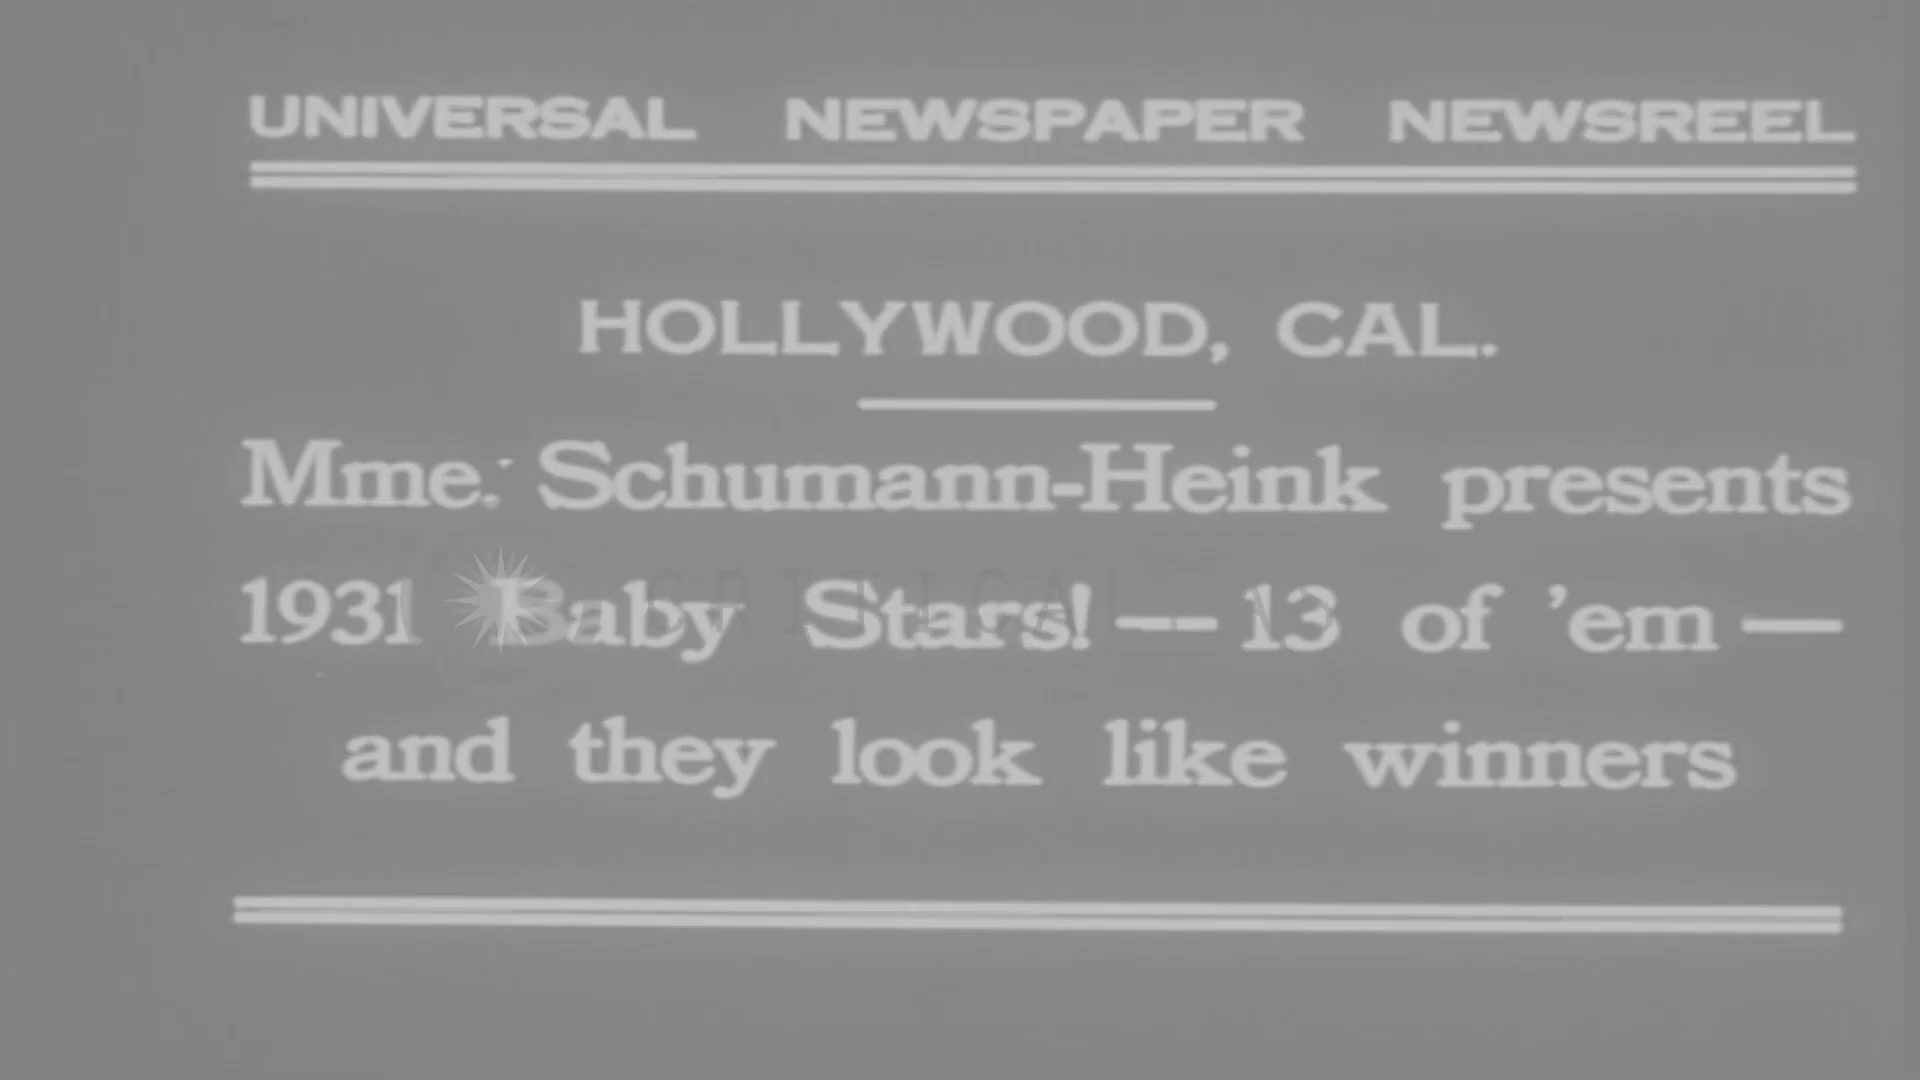 UNIVERSAL NEWSPAPER NEWSREEL
HOLLYWOOD, CAL.
Mme. Schumann-Heink presents
1931 Baby Stars! -- 13 of 'em —
and they look like winners
CRITICAL